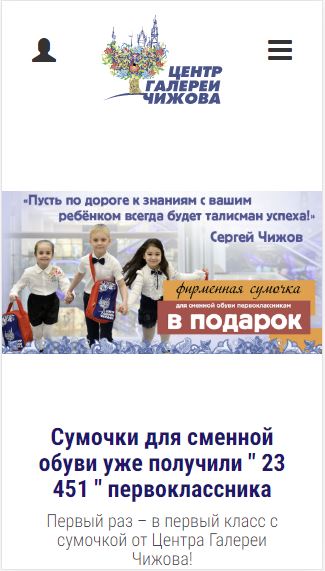 ЦЕНТР
ГАЛЕРЕИ
ЧИЖОВА
«Пусть по дороге к знаниям с вашим
ребёнком всегда будет талисман успеха!»
Сергей Чижов
фирменная сумочка
для сменной обуви первоклассникам
в подарок
Сумочки для сменной
обуви уже получили " 23
451 " первоклассника
Первый раз – в первый класс с
сумочкой от Центра Галереи
Чижова!